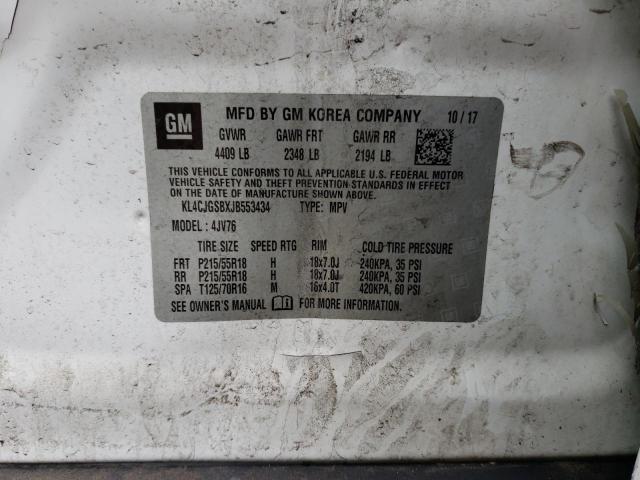 GM MFD BY GM KOREA COMPANY 10 / 17
GVWR GAWR FRT GAWR RR
4409 LB 2348 LB 2194 LB
THIS VEHICLE CONFORMS TO ALL APPLICABLE U.S. FEDERAL MOTOR
VEHICLE SAFETY AND THEFT PREVENTION STANDARDS IN EFFECT
ON THE DATE OF MANUFACTURE SHOWN ABOVE.
KL4CJGSBXJB553434 TYPE: MPV
MODEL : 4JV76
TIRE SIZE SPEED RTG RIM COLD TIRE PRESSURE
FRT P215/55R18 H 18x7.0J 240KPA, 35 PSI
RR P215/55R18 H 18x7.0J 240KPA, 35 PSI
SPA T125/70R16 M 16x4.0T 420KPA, 60 PSI
SEE OWNER'S MANUAL FOR MORE INFORMATION.